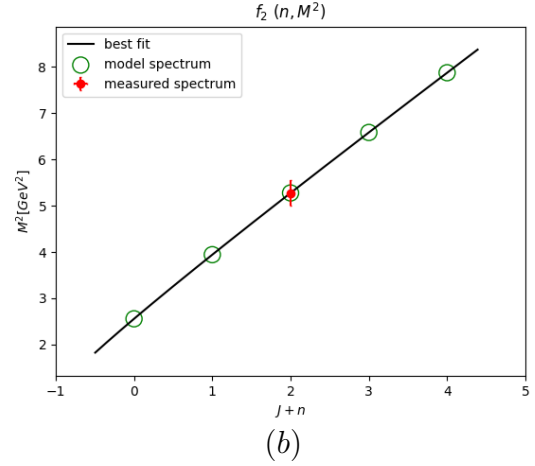 f₂ (n, M²)
best fit
model spectrum
measured spectrum
M²[GeV²]
8
7
6
5
4
3
2
−1
0
1
2
3
4
5
J + n
(b)